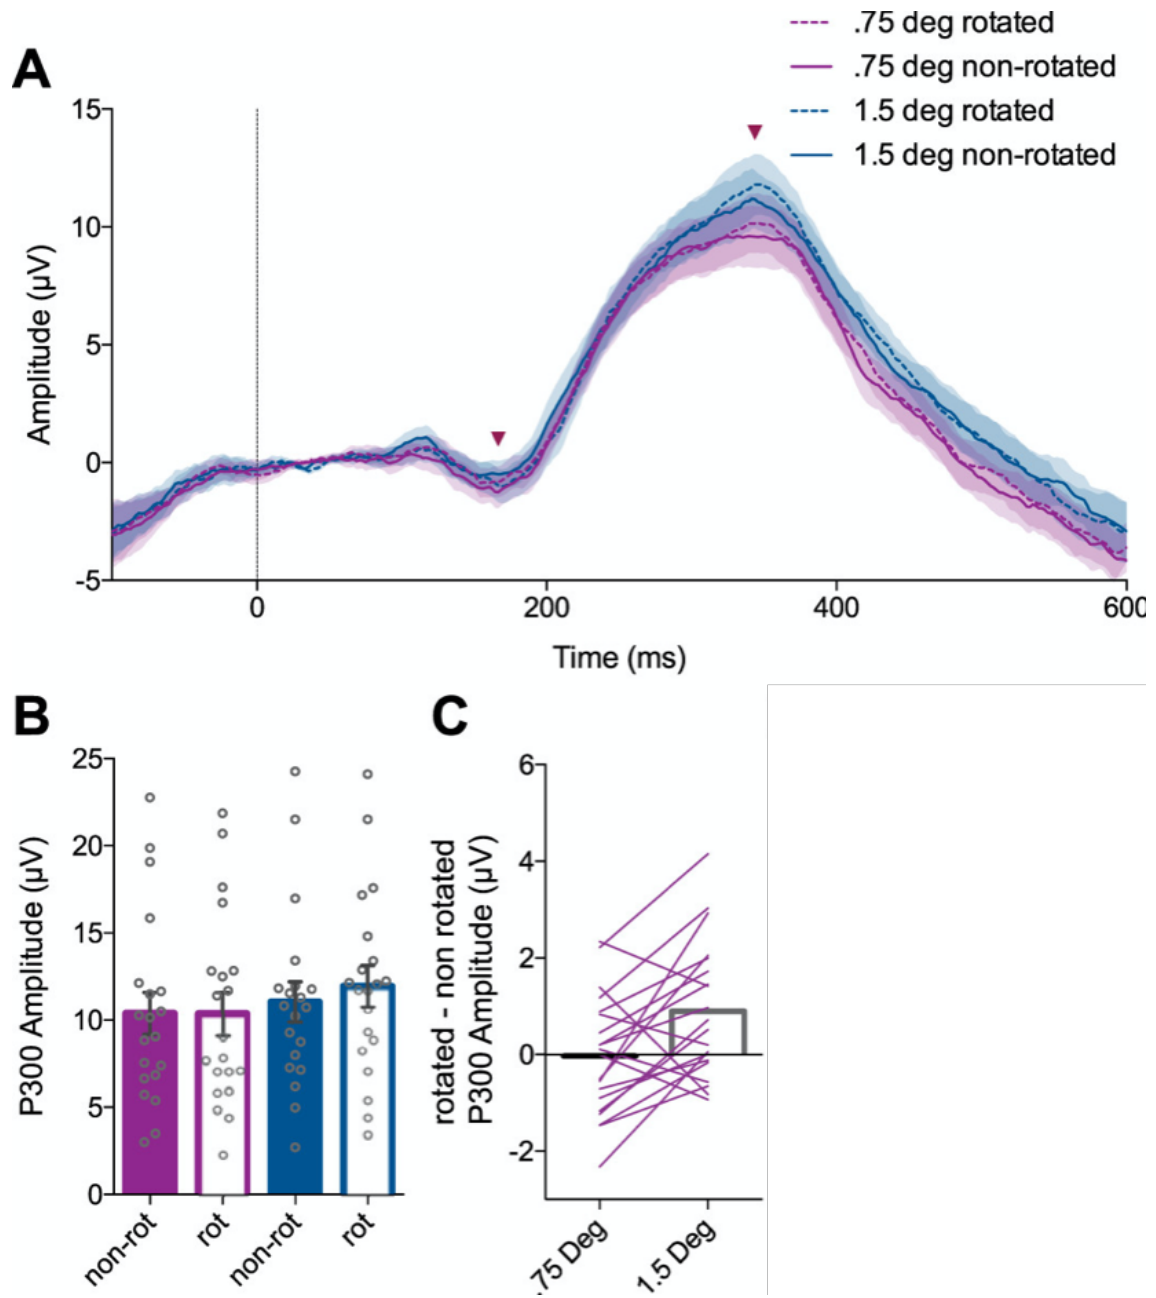 A
.75 deg rotated
.75 deg non-rotated
1.5 deg rotated
1.5 deg non-rotated
15
10
5
0
-5
Amplitude (µV)
0
200
400
600
Time (ms)
B
25
20
15
10
5
0
P300 Amplitude (µV)
non-rot
rot
non-rot
rot
C
6
4
2
0
-2
rotated - non rotated
P300 Amplitude (µV)
.75 Deg
1.5 Deg